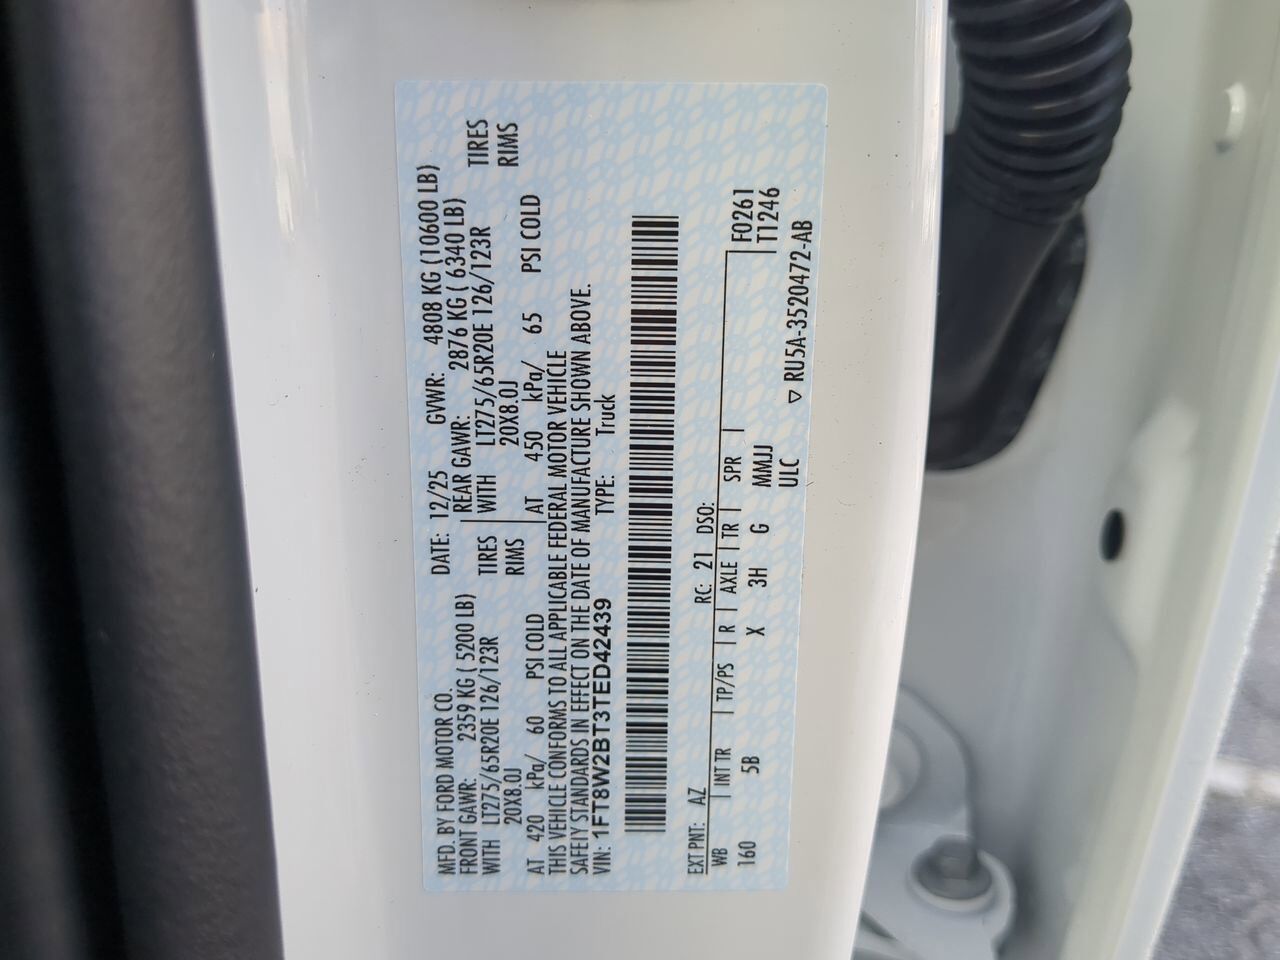 MFD. BY FORD MOTOR CO. DATE: 12/25 GVWR: 4808 KG (10600 LB)
FRONT GAWR: 2359 KG ( 5200 LB) REAR GAWR: 2876 KG ( 6340 LB)
WITH LT275/65R20E 126/123R TIRES WITH LT275/65R20E 126/123R TIRES
20X8.0J RIMS 20X8.0J RIMS
AT 420 kPa/ 60 PSI COLD AT 450 kPa/ 65 PSI COLD
THIS VEHICLE CONFORMS TO ALL APPLICABLE FEDERAL MOTOR VEHICLE
SAFETY STANDARDS IN EFFECT ON THE DATE OF MANUFACTURE SHOWN ABOVE.
VIN: 1FT8W2BT3TED42439 TYPE: Truck
EXT PNT: AZ RC: 21 DSO:
WB INT TR TP/PS R AXLE TR SPR F0261
160 5B X 3H G MMJJ T1246
ULC
▽ RU5A-3520472-AB